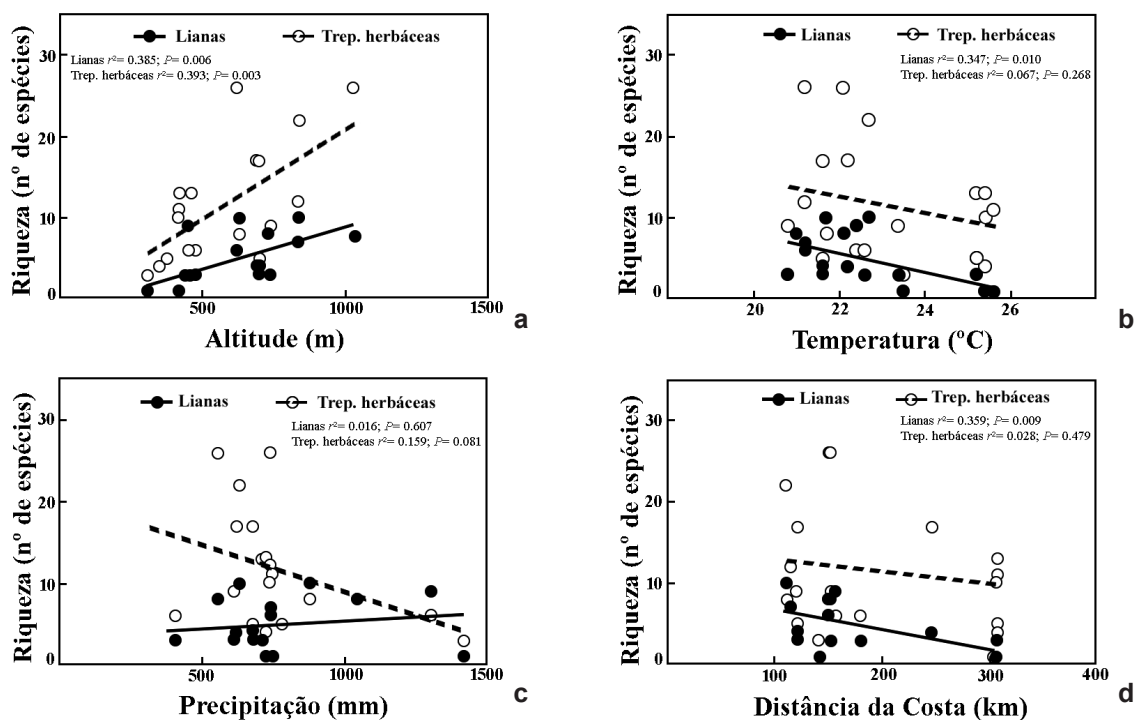 Lianas Trep. herbáceas
Lianas r²= 0.385; P= 0.006
Trep. herbáceas r²= 0.393; P= 0.003
Riqueza (nº de espécies)
30
20
10
0
500 1000 1500
Altitude (m)
a
Lianas Trep. herbáceas
Lianas r²= 0.347; P= 0.010
Trep. herbáceas r²= 0.067; P= 0.268
Riqueza (nº de espécies)
30
20
10
0
20 22 24 26
Temperatura (ºC)
b
Lianas Trep. herbáceas
Lianas r²= 0.016; P= 0.607
Trep. herbáceas r²= 0.159; P= 0.081
Riqueza (nº de espécies)
30
20
10
0
500 1000 1500
Precipitação (mm)
c
Lianas Trep. herbáceas
Lianas r²= 0.359; P= 0.009
Trep. herbáceas r²= 0.028; P= 0.479
Riqueza (nº de espécies)
30
20
10
0
100 200 300 400
Distância da Costa (km)
d